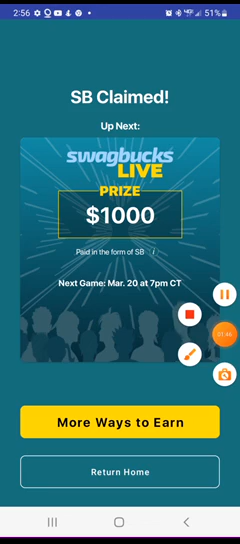 2:56
51%
SB Claimed!
Up Next:
swagbucks
LIVE
PRIZE
$1000
Paid in the form of SB i
Next Game: Mar. 20 at 7pm CT
More Ways to Earn
Return Home